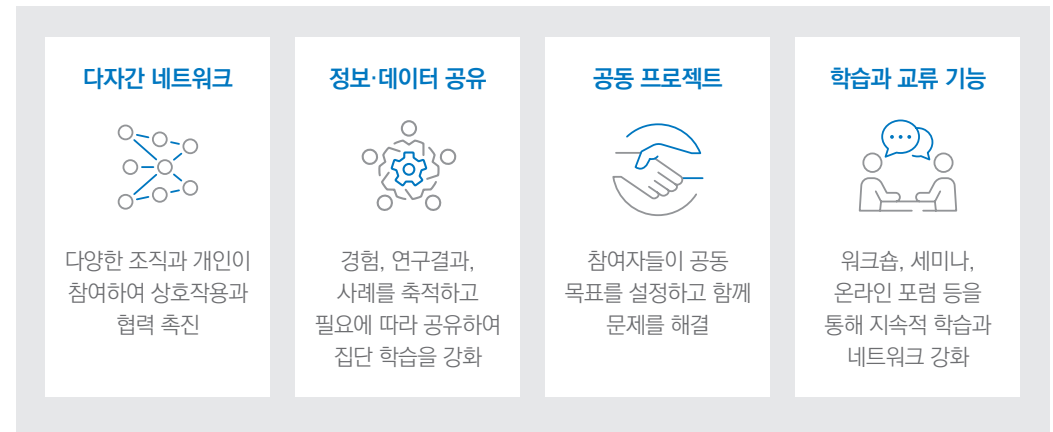 다자간 네트워크
다양한 조직과 개인이
참여하여 상호작용과
협력 촉진
정보·데이터 공유
경험, 연구결과,
사례를 축적하고
필요에 따라 공유하여
집단 학습을 강화
공동 프로젝트
참여자들이 공동
목표를 설정하고 함께
문제를 해결
학습과 교류 기능
워크숍, 세미나,
온라인 포럼 등을
통해 지속적 학습과
네트워크 강화